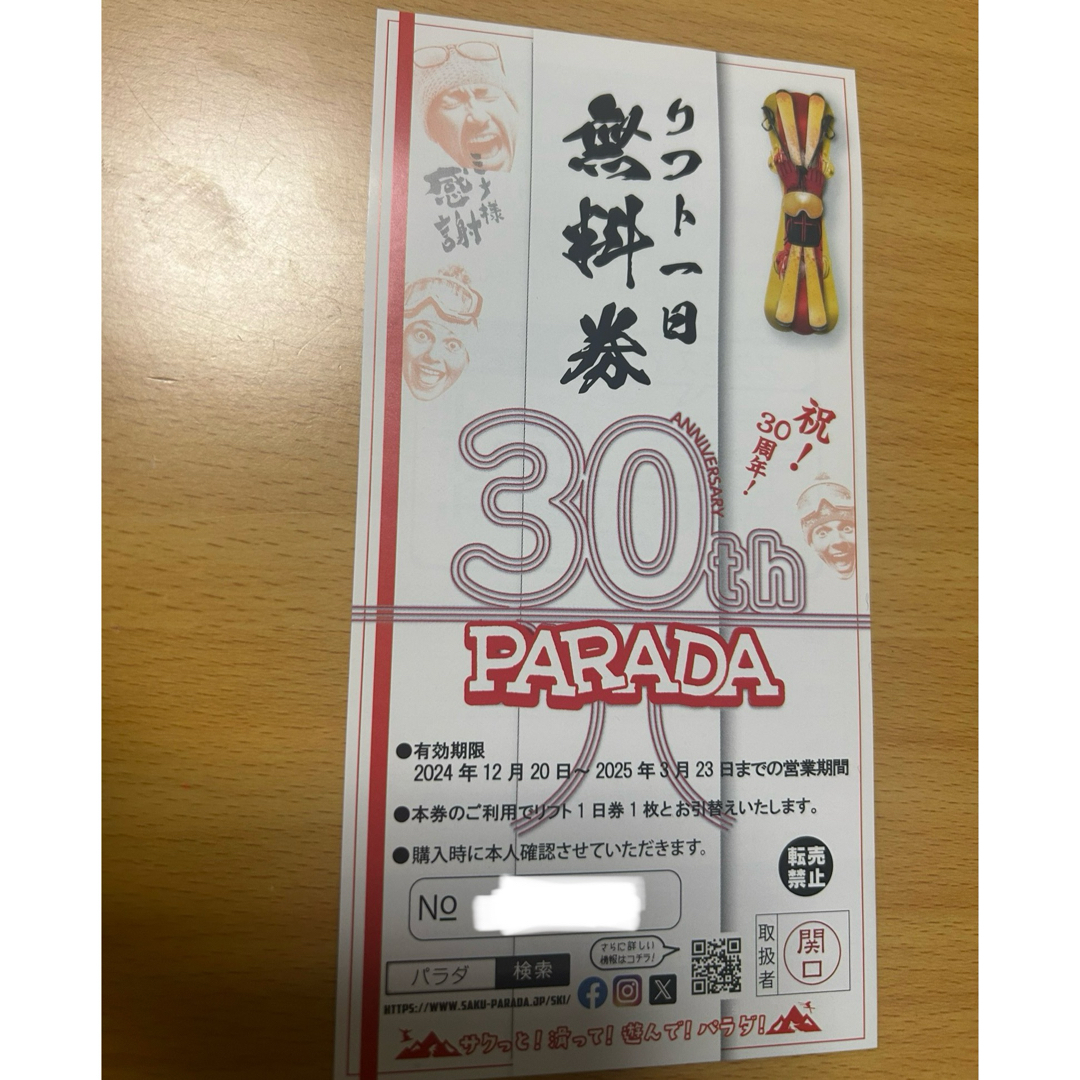 リフト一日
無料券
ミナ様
感謝
祝!
30周年!
30th
ANNIVERSARY
PARADA
●有効期限
2024年12月20日～2025年3月23日までの営業期間
●本券のご利用でリフト1日券1枚とお引替えいたします。
●購入時に本人確認させていただきます。
転売
禁止
№
さらに詳しい
情報はコチラ!
パラダ 検索
HTTPS://WWW.SAKU-PARADA.JP/SKI/
取扱者
関口
サクっと!滑って!遊んで!パラダ!